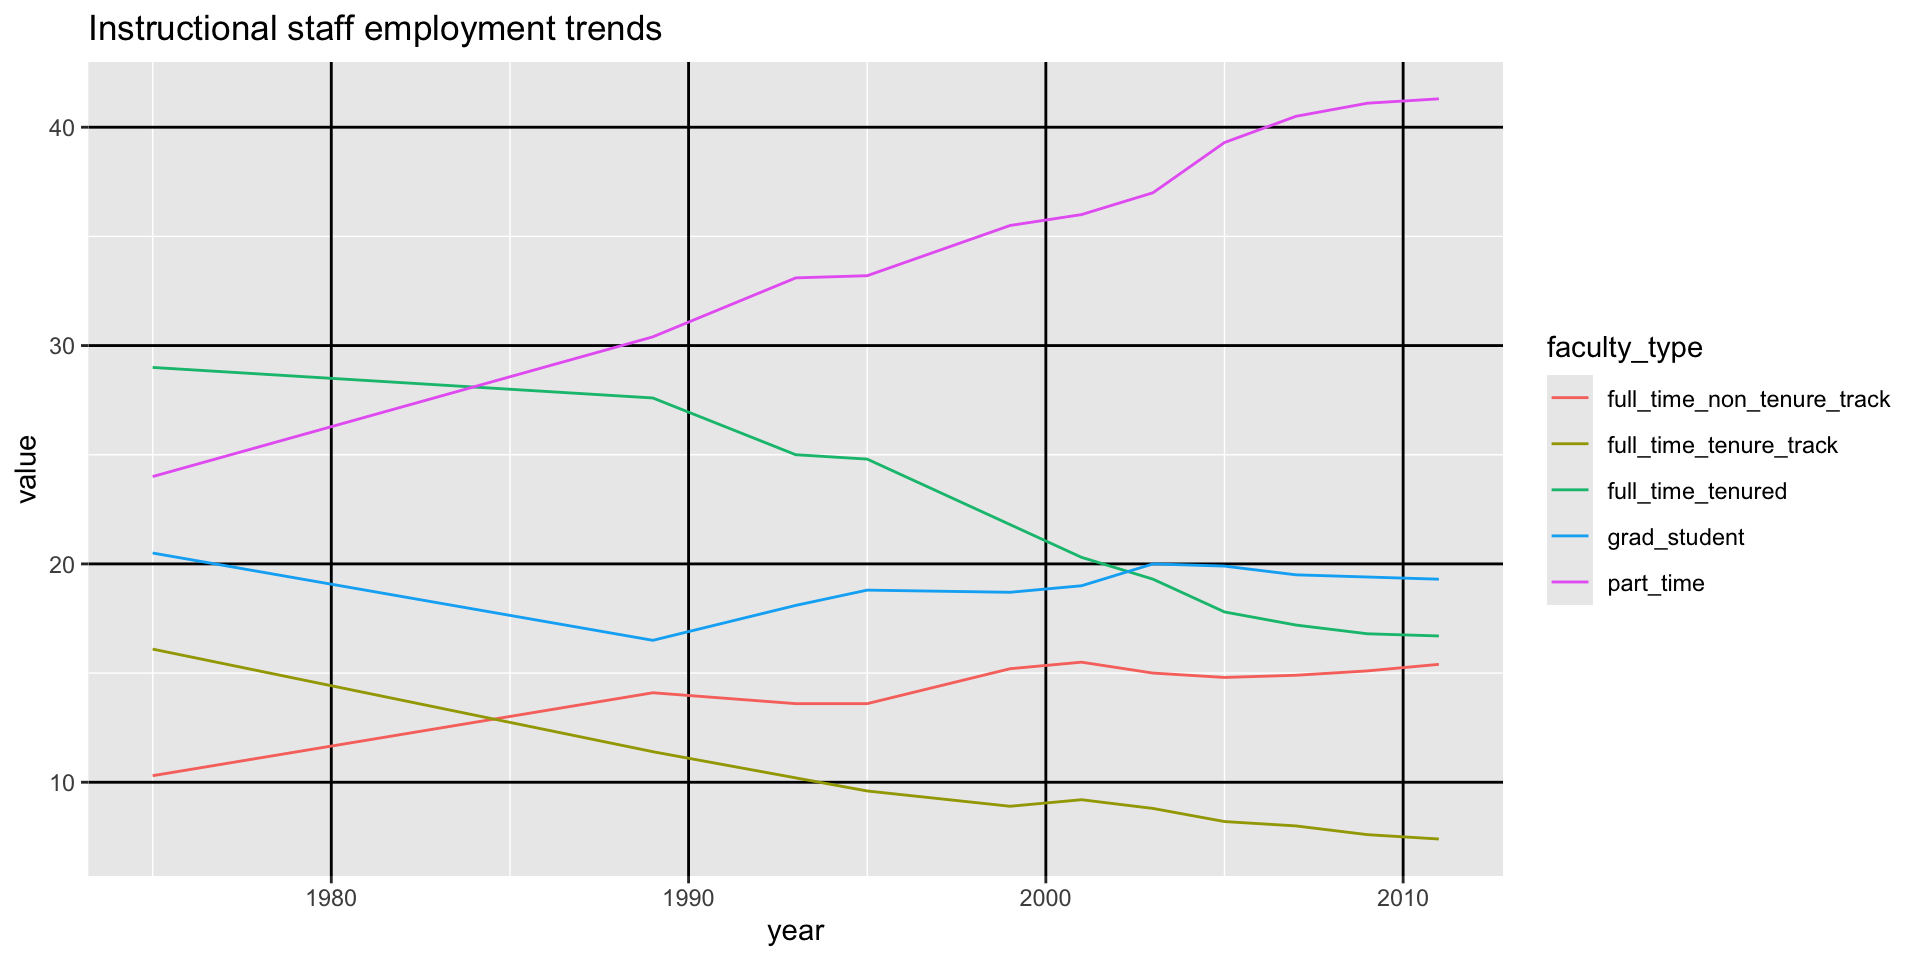 Instructional staff employment trends
40
30
20
10
value
1980 1990 2000 2010
year
faculty_type
full_time_non_tenure_track
full_time_tenure_track
full_time_tenured
grad_student
part_time